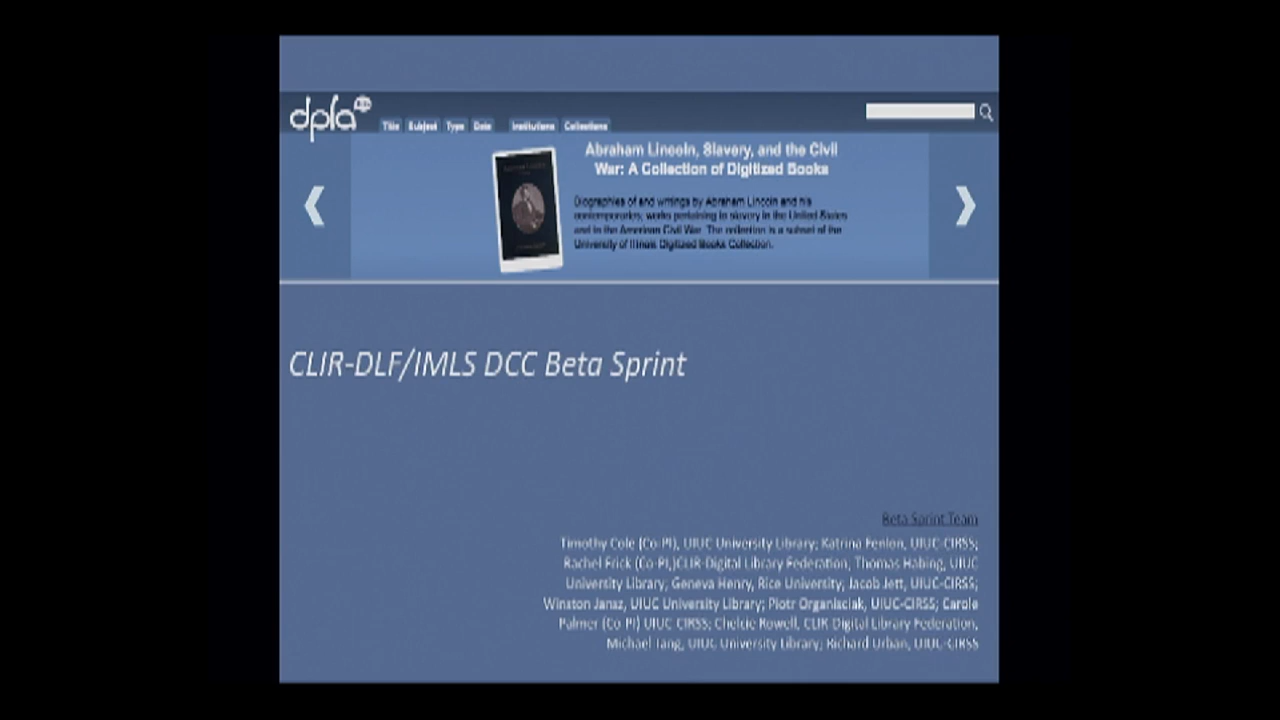 dpla
Title Subject Type Date Institutions Collections
Abraham Lincoln, Slavery, and the Civil
War: A Collection of Digitized Books
Biographies of and writings by Abraham Lincoln and his
contemporaries; works pertaining to slavery in the United States
and in the American Civil War. The collection is a subset of the
University of Illinois Digitized Books Collection.
CLIR-DLF/IMLS DCC Beta Sprint
Beta Sprint Team
Timothy Cole (Co-PI), UIUC University Library; Katrina Fenlon, UIUC-CIRSS;
Rachel Frick (Co-PI,)CLIR-Digital Library Federation; Thomas Habing, UIUC
University Library; Geneva Henry, Rice University; Jacob Jett, UIUC-CIRSS;
Winston Jansz, UIUC University Library; Piotr Organisciak, UIUC-CIRSS; Carole
Palmer (Co-PI) UIUC-CIRSS; Chelcie Rowell, CLIR Digital Library Federation,
Michael Tang, UIUC University Library; Richard Urban, UIUC-CIRSS